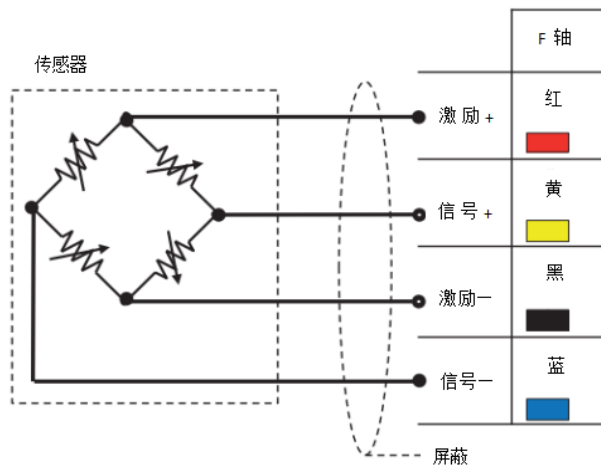 F 轴
传感器
激 励 +
红
信 号 +
黄
激励一
黑
信号一
蓝
屏蔽